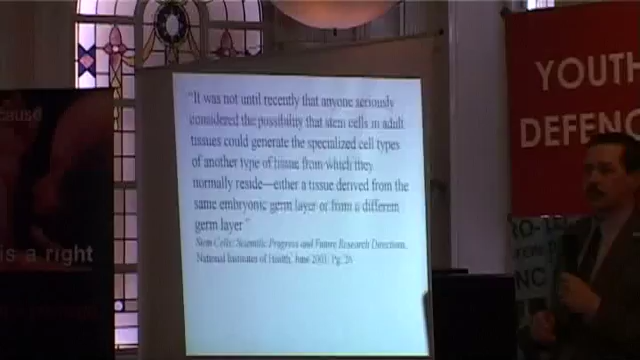 "It was not until recently that anyone seriously
considered the possibility that stem cells in adult
tissues could generate the specialized cell types
of another type of tissue from which they
normally reside—either a tissue derived from the
same embryonic germ layer or from a different
germ layer"
Stem Cells: Scientific Progress and Future Research Directions.
National Institutes of Health, June 2001. Pg. 26
cause
is a right
YOUTH
DEFENC